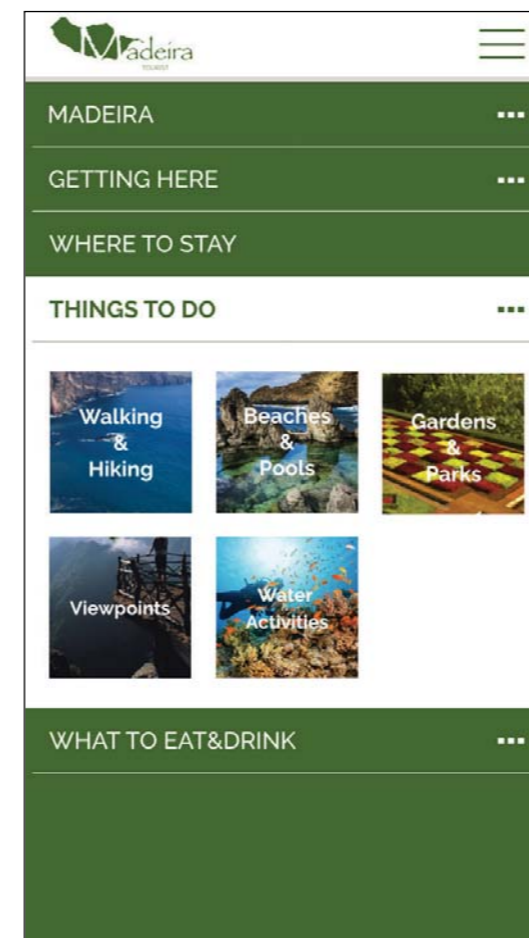 Madeira
TOURIST
MADEIRA
GETTING HERE
WHERE TO STAY
THINGS TO DO
Walking
&
Hiking
Beaches
&
Pools
Gardens
&
Parks
Viewpoints
Water
Activities
WHAT TO EAT&DRINK